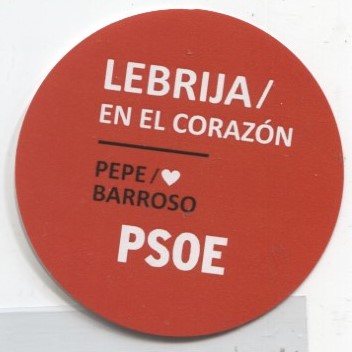 LEBRIJA/
EN EL CORAZÓN
PEPE/♥
BARROSO
PSOE